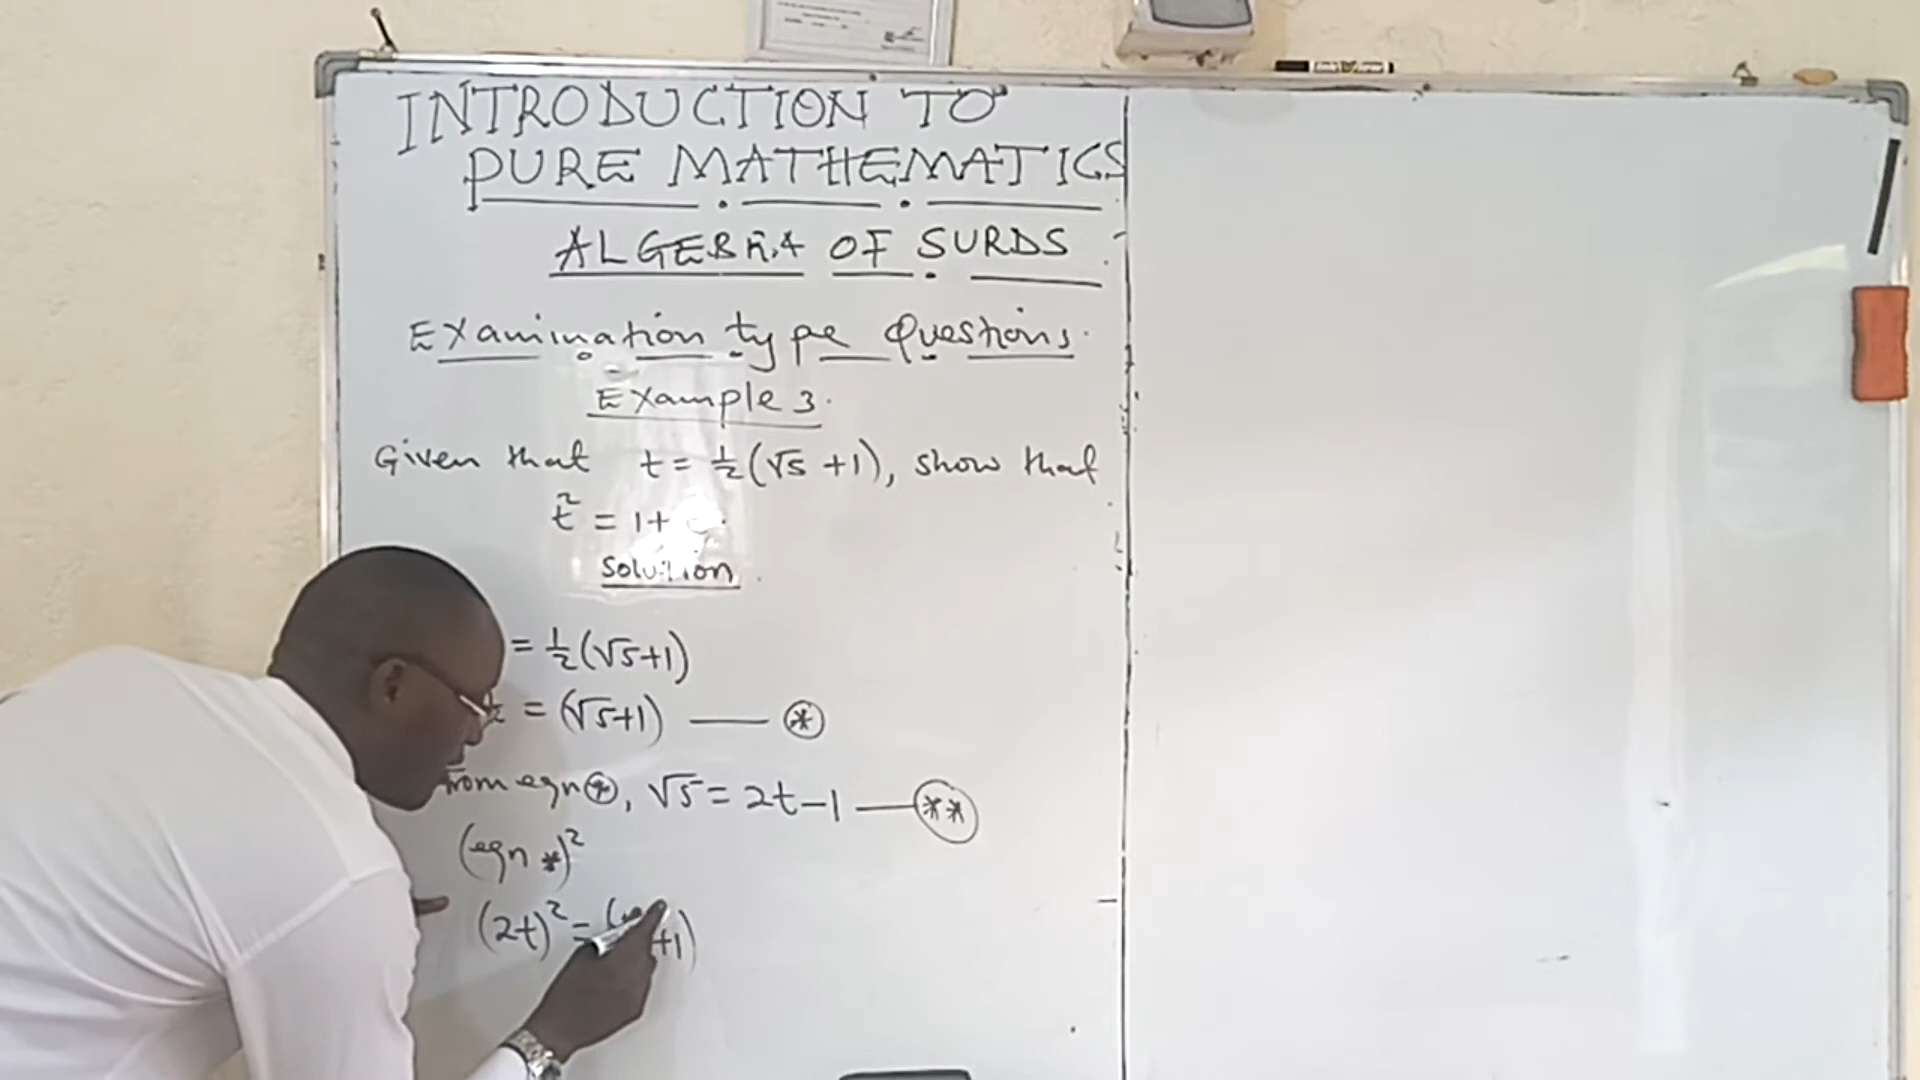 INTRODUCTION TO
PURE MATHEMATICS
ALGEBRA OF SURDS
Examination type Questions.
Example 3.
Given that t = ½(√5 +1), show that
t² = 1+
Solution
= ½(√5+1)
= (√5+1) —— (*)
From eqn (*), √5 = 2t−1 —— (**)
(eqn *)²
(2t)² = ( +1)